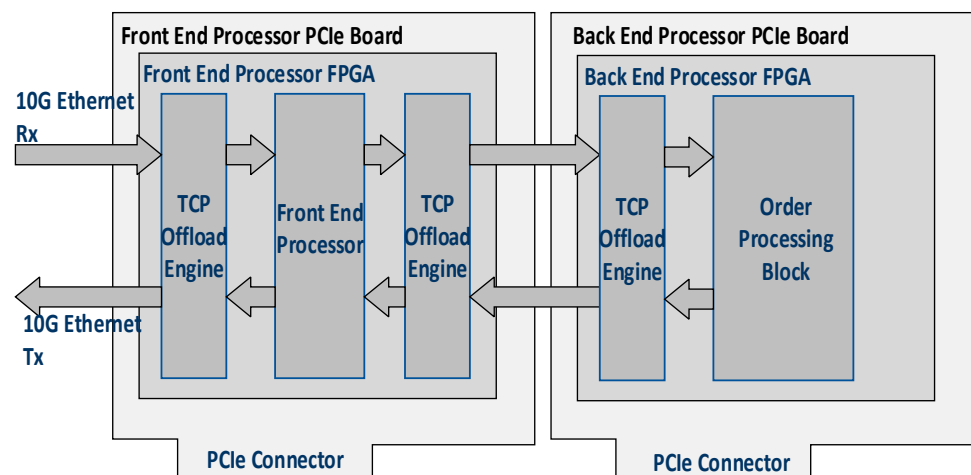 Front End Processor PCIe Board
Back End Processor PCIe Board
Front End Processor FPGA
Back End Processor FPGA
10G Ethernet
Rx
TCP
Offload
Engine
Front End
Processor
TCP
Offload
Engine
TCP
Offload
Engine
Order
Processing
Block
10G Ethernet
Tx
PCIe Connector
PCIe Connector